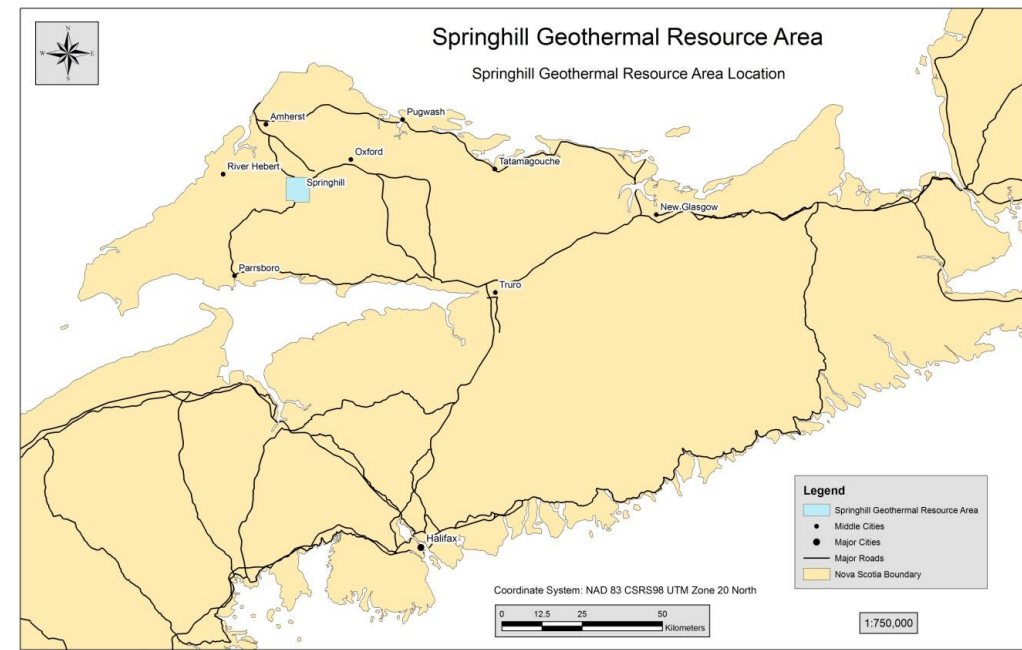 Springhill Geothermal Resource Area
Springhill Geothermal Resource Area Location
N
W E
S
Amherst
Pugwash
Oxford
River Hebert
Springhill
Tatamagouche
New Glasgow
Parrsboro
Truro
Halifax
Legend
Springhill Geothermal Resource Area
Middle Cities
Major Cities
Major Roads
Nova Scotia Boundary
Coordinate System: NAD 83 CSRS98 UTM Zone 20 North
0 12.5 25 50
Kilometers
1:750,000